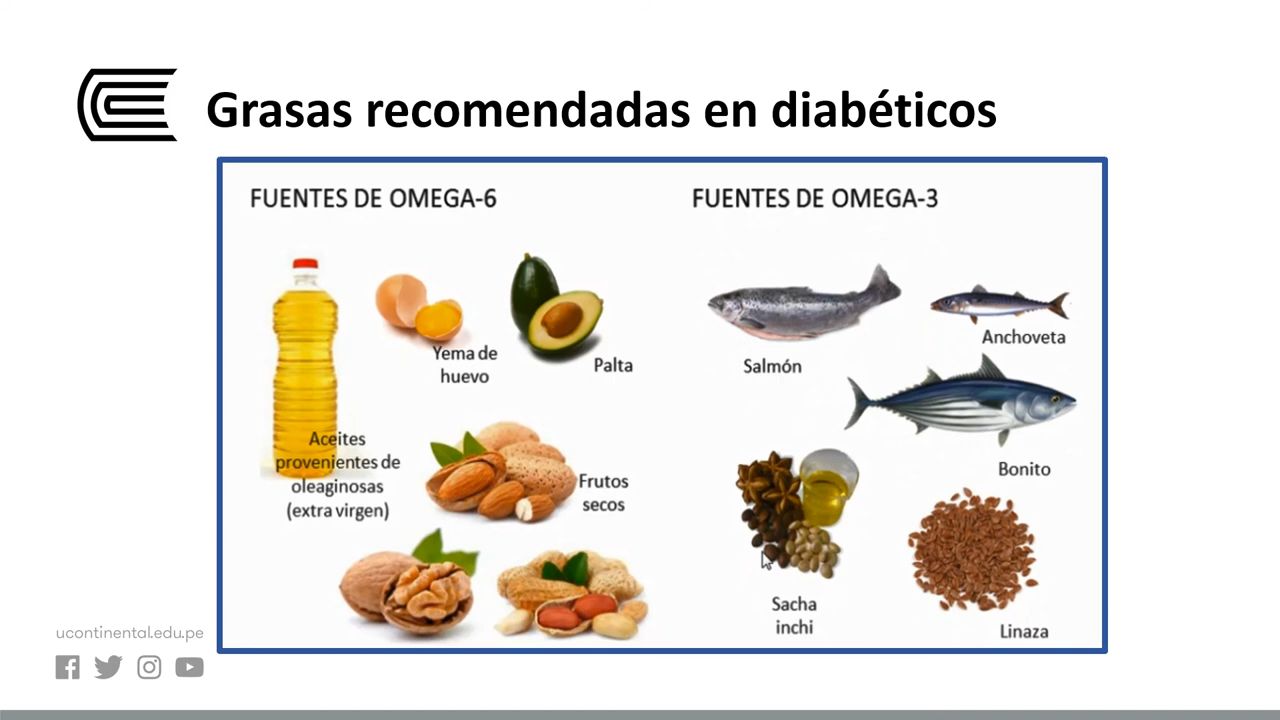 Grasas recomendadas en diabéticos
FUENTES DE OMEGA-6
Yema de
huevo
Palta
Aceites
provenientes de
oleaginosas
(extra virgen)
Frutos
secos
FUENTES DE OMEGA-3
Salmón
Anchoveta
Bonito
Sacha
inchi
Linaza
ucontinental.edu.pe